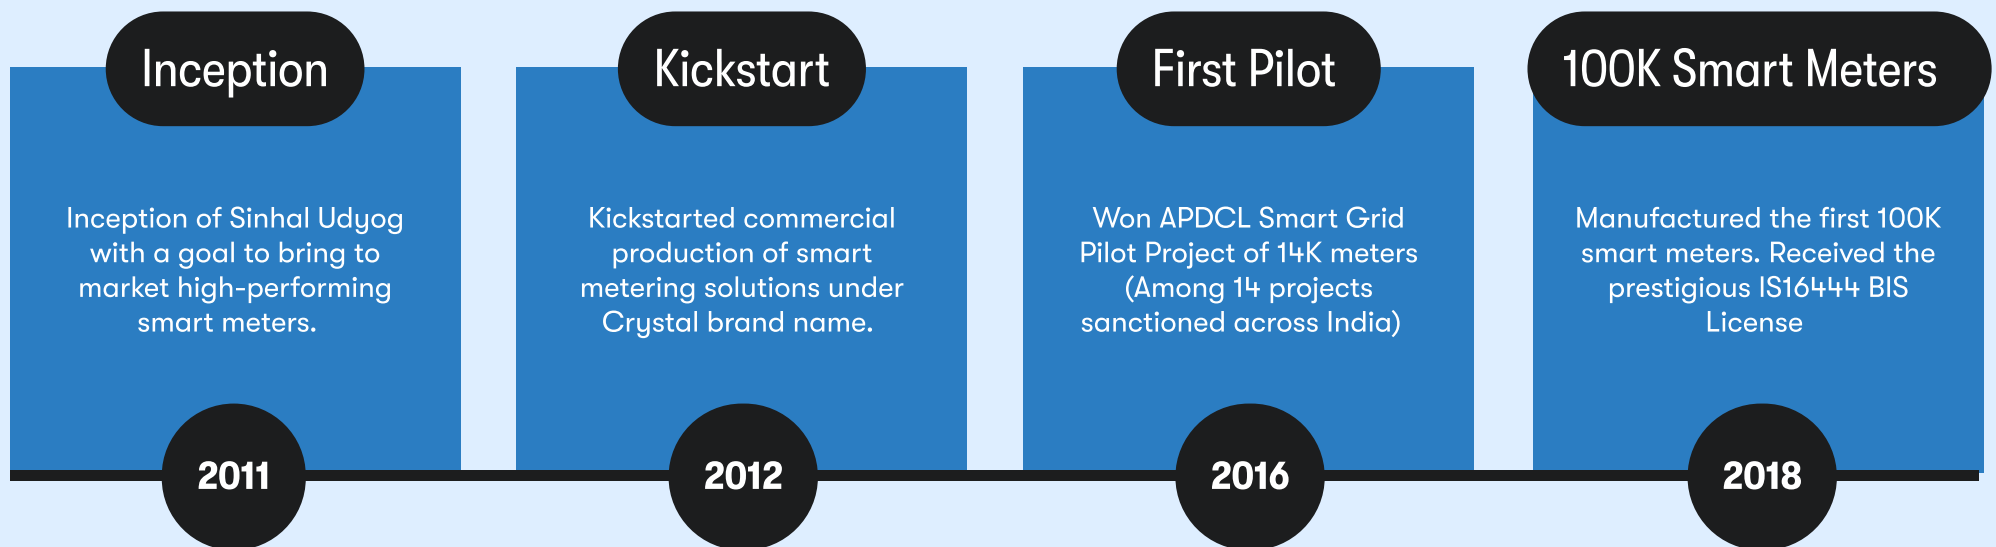 Inception
Inception of Sinhal Udyog
with a goal to bring to
market high-performing
smart meters.
2011
Kickstart
Kickstarted commercial
production of smart
metering solutions under
Crystal brand name.
2012
First Pilot
Won APDCL Smart Grid
Pilot Project of 14K meters
(Among 14 projects
sanctioned across India)
2016
100K Smart Meters
Manufactured the first 100K
smart meters. Received the
prestigious IS16444 BIS
License
2018